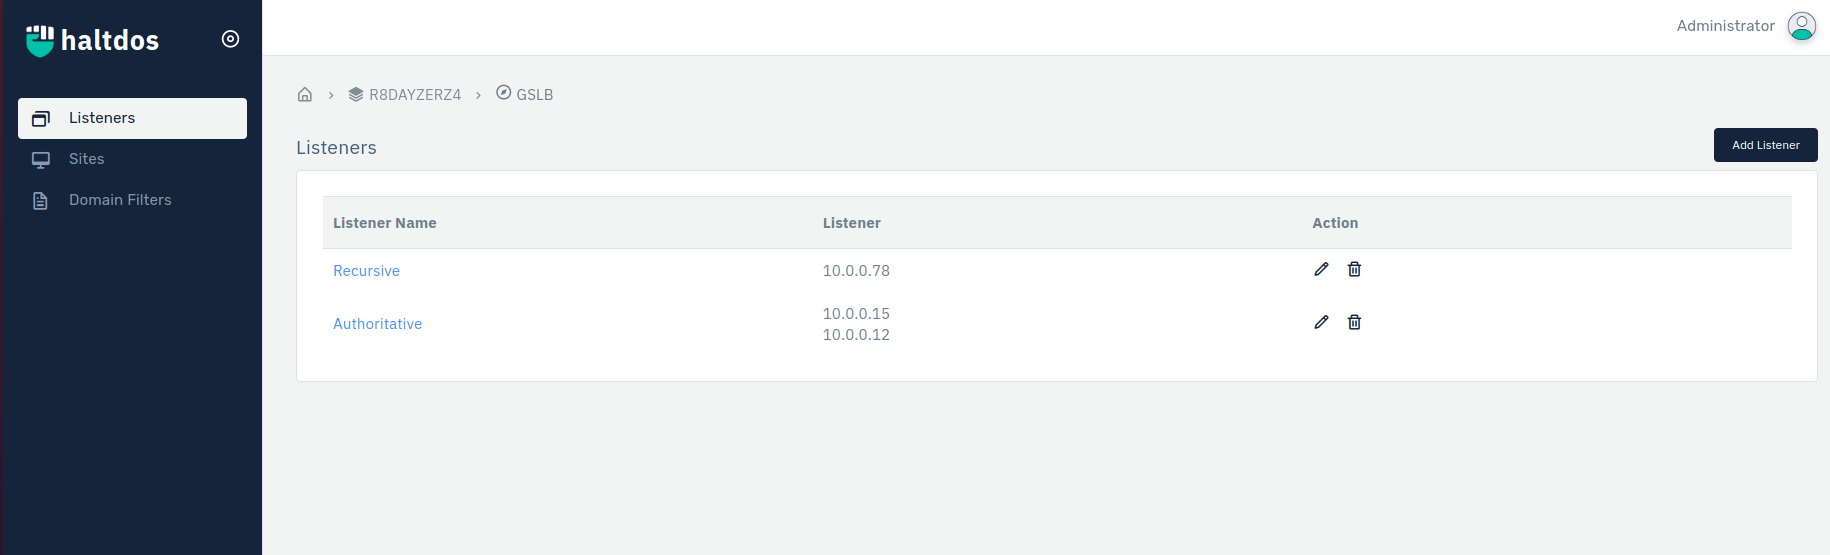 haltdos
Administrator
Listeners
Sites
Domain Filters
R8DAYZERZ4 GSLB
Listeners
Add Listener
Listener Name Listener Action
Recursive 10.0.0.78
Authoritative 10.0.0.15
10.0.0.12